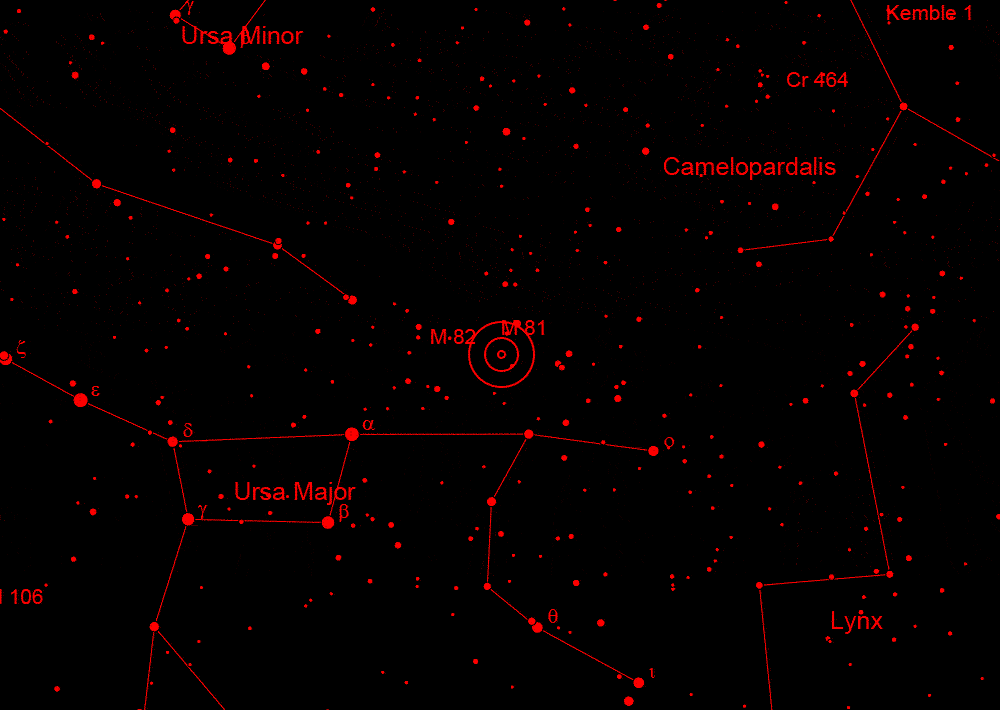 γ
Kemble 1
Ursa Minor
β
Cr 464
Camelopardalis
M 82
M 81
ζ
ε
α
δ
ο
Ursa Major
γ
β
106
θ
Lynx
ι